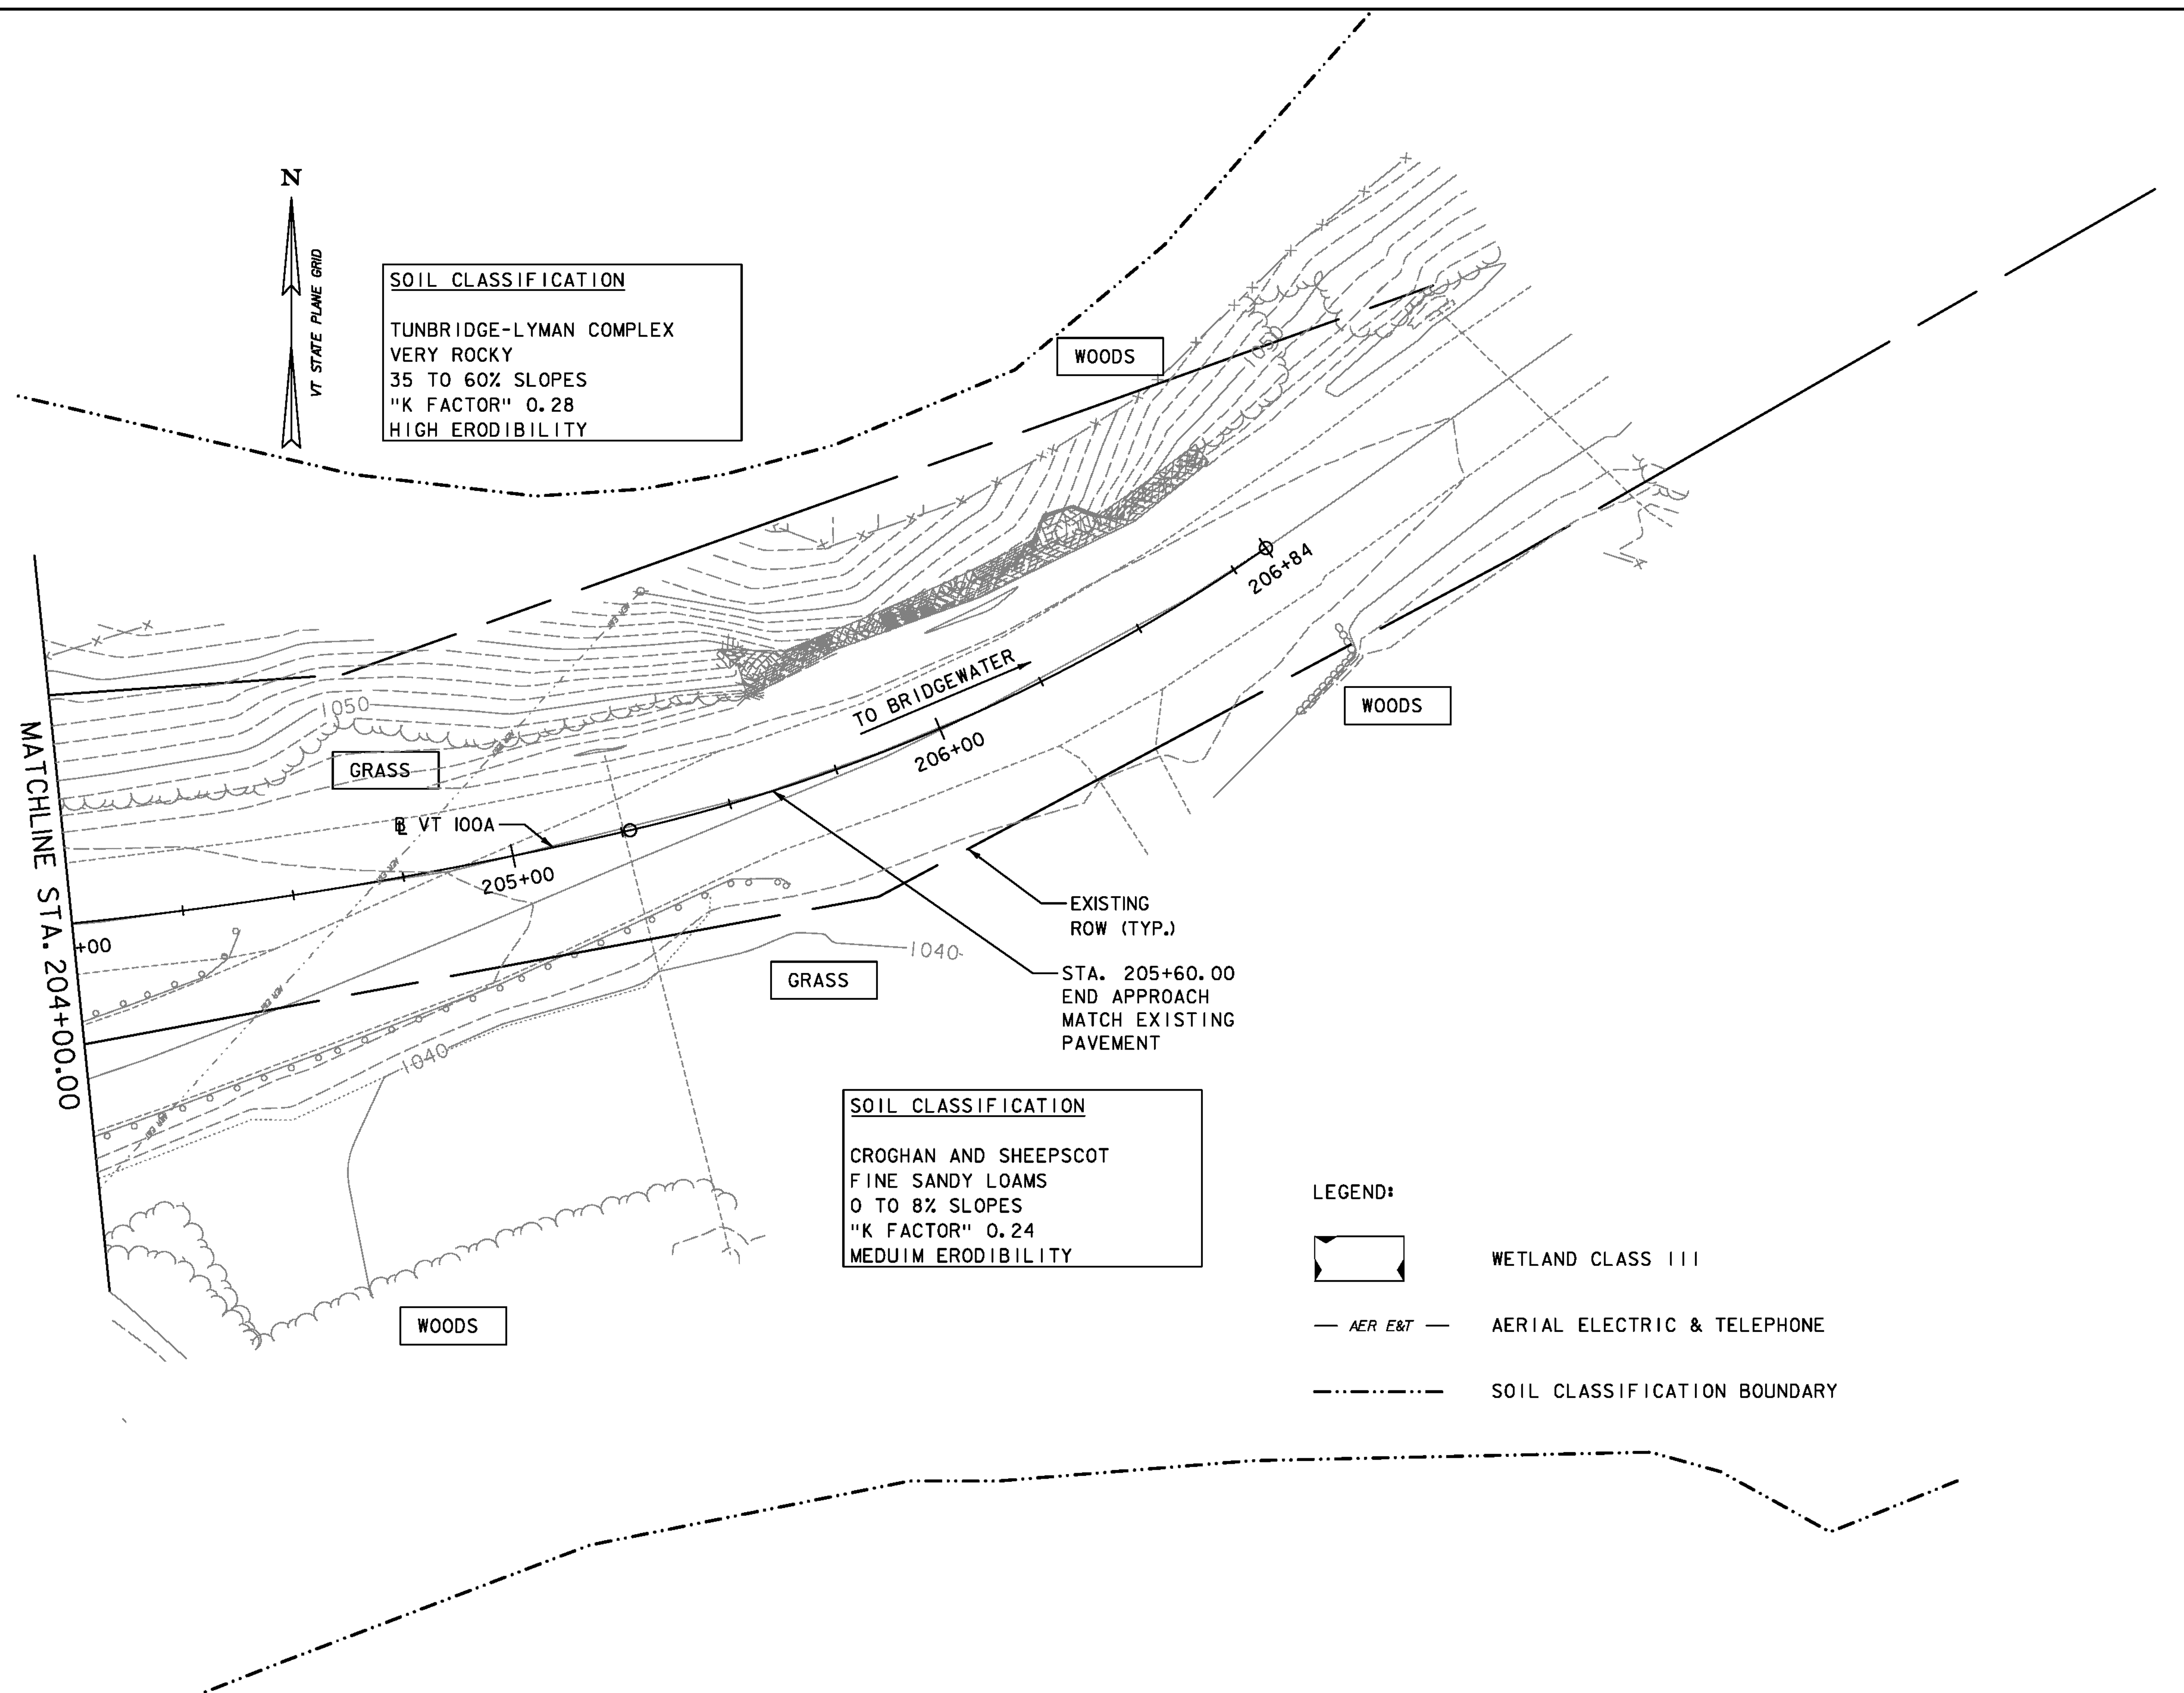 N
VT STATE PLANE GRID
SOIL CLASSIFICATION
TUNBRIDGE-LYMAN COMPLEX
VERY ROCKY
35 TO 60% SLOPES
"K FACTOR" 0.28
HIGH ERODIBILITY
WOODS
1050
206+84
TO BRIDGEWATER
WOODS
1050
206+00
GRASS
MATCHLINE STA. 204+00.00
BL VT 100A
205+00
+00
EXISTING
ROW (TYP.)
1040
GRASS
STA. 205+60.00
END APPROACH
MATCH EXISTING
PAVEMENT
1040
SOIL CLASSIFICATION
CROGHAN AND SHEEPSCOT
FINE SANDY LOAMS
0 TO 8% SLOPES
"K FACTOR" 0.24
MEDUIM ERODIBILITY
WOODS
LEGEND:
WETLAND CLASS III
AER E&T
AERIAL ELECTRIC & TELEPHONE
SOIL CLASSIFICATION BOUNDARY